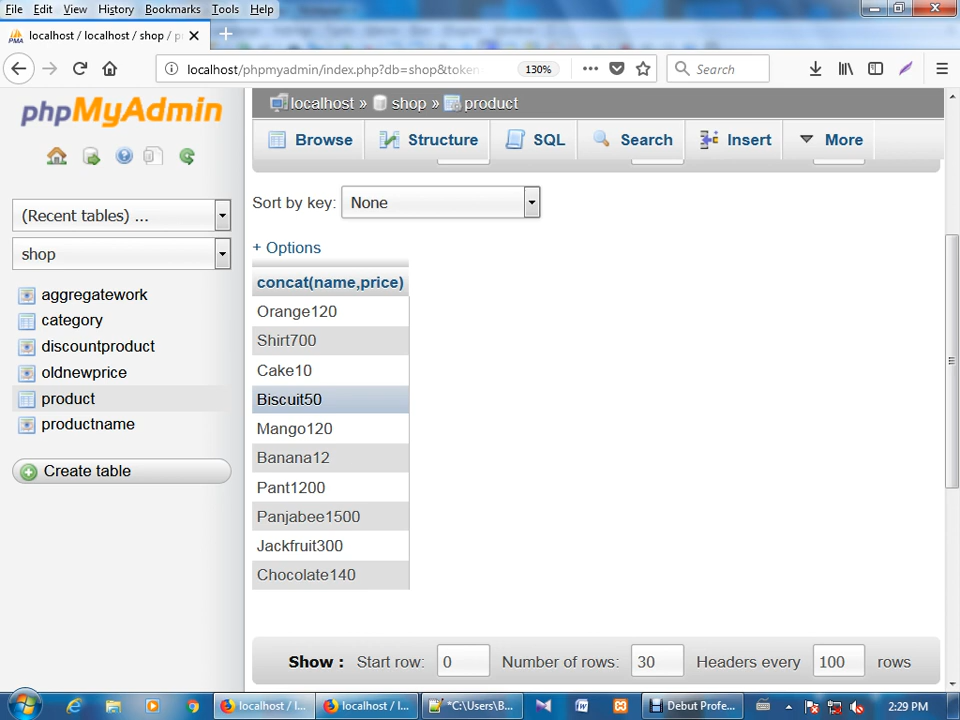 File Edit View History Bookmarks Tools Help
localhost / localhost / shop / p
localhost/phpmyadmin/index.php?db=shop&token 130% Search
phpMyAdmin
localhost » shop » product
Browse Structure SQL Search Insert More
(Recent tables) ...
shop
aggregatework
category
discountproduct
oldnewprice
product
productname
Create table
Sort by key: None
+ Options
concat(name,price)
Orange120
Shirt700
Cake10
Biscuit50
Mango120
Banana12
Pant1200
Panjabee1500
Jackfruit300
Chocolate140
Show : Start row: 0 Number of rows: 30 Headers every 100 rows
localhost / l... localhost / l... *C:\Users\B... Debut Profe... 2:29 PM